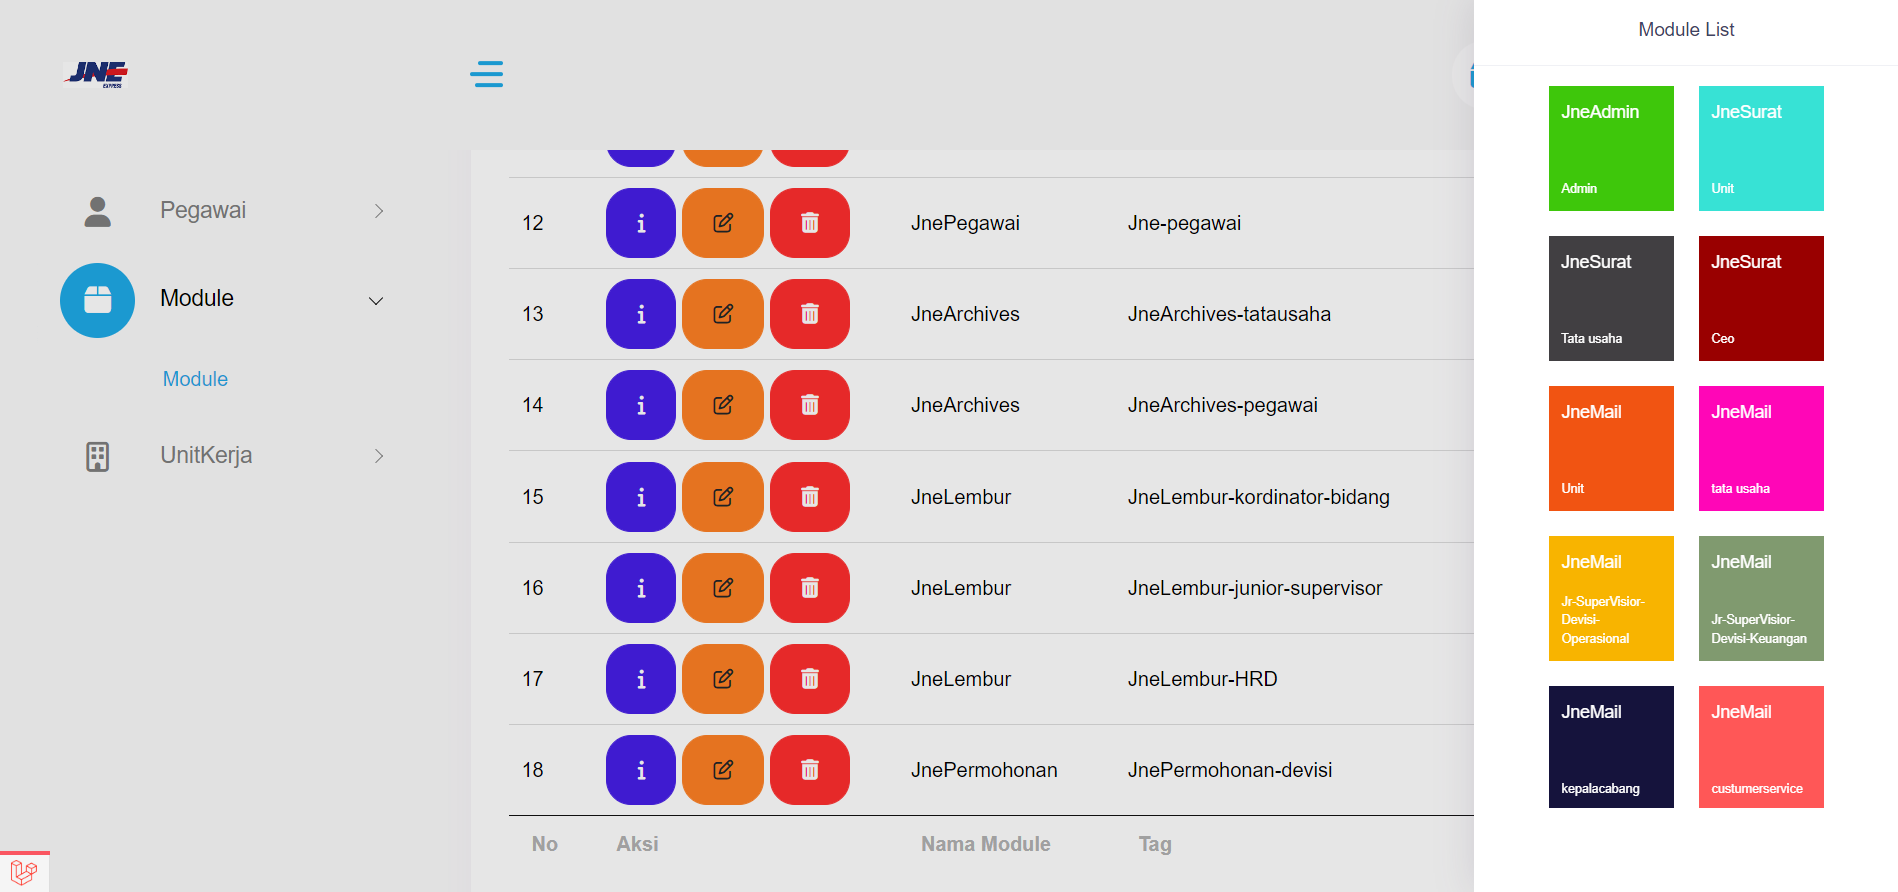 JNE
EXPRESS
Pegawai
Module
Module
UnitKerja
12 JnePegawai Jne-pegawai
13 JneArchives JneArchives-tatausaha
14 JneArchives JneArchives-pegawai
15 JneLembur JneLembur-kordinator-bidang
16 JneLembur JneLembur-junior-supervisor
17 JneLembur JneLembur-HRD
18 JnePermohonan JnePermohonan-devisi
No Aksi Nama Module Tag
Module List
JneAdmin
Admin
JneSurat
Unit
JneSurat
Tata usaha
JneSurat
Ceo
JneMail
Unit
JneMail
tata usaha
JneMail
Jr-SuperVisior-
Devisi-
Operasional
JneMail
Jr-SuperVisior-
Devisi-Keuangan
JneMail
kepalacabang
JneMail
custumerservice